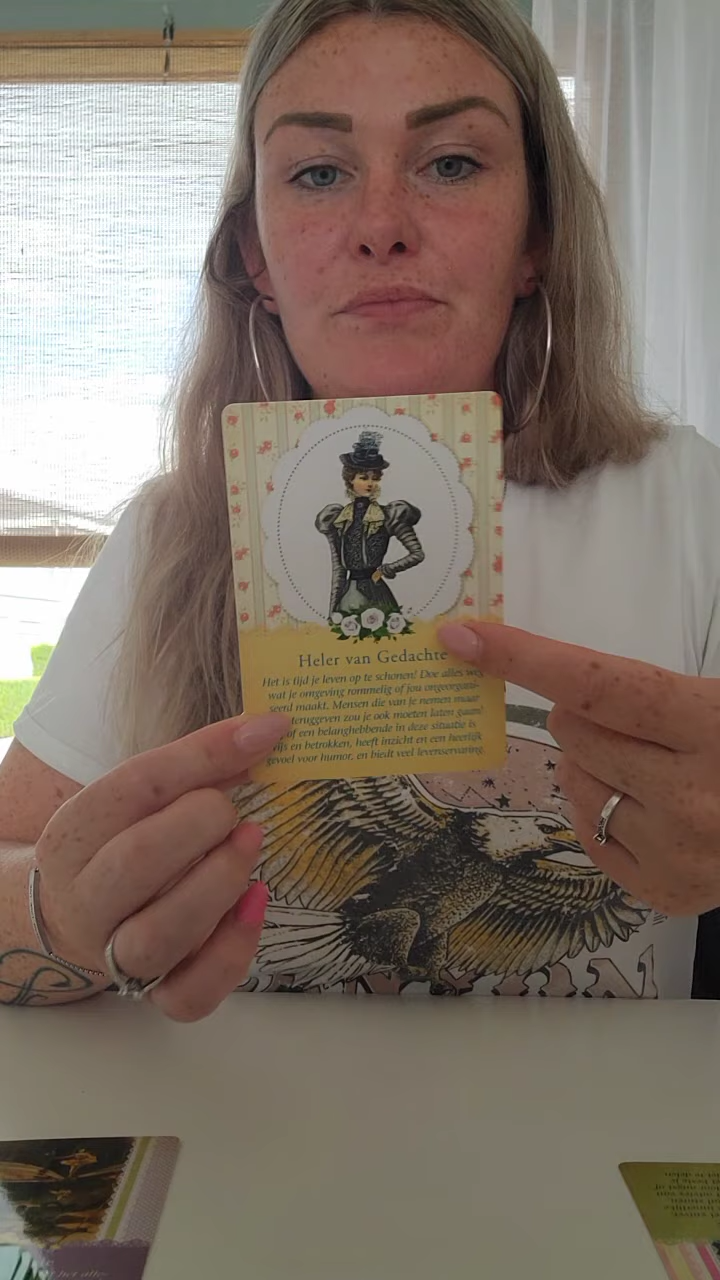 Heler van Gedachte
Het is tijd je leven op te schonen! Doe alles weg
wat je omgeving rommelig of jou ongeorgani-
seerd maakt. Mensen die van je nemen maar
teruggeven zou je ook moeten laten gaan!
of een belanghebbende in deze situatie is
en betrokken, heeft inzicht en een heerlijk
gevoel voor humor, en biedt veel levenservaring.